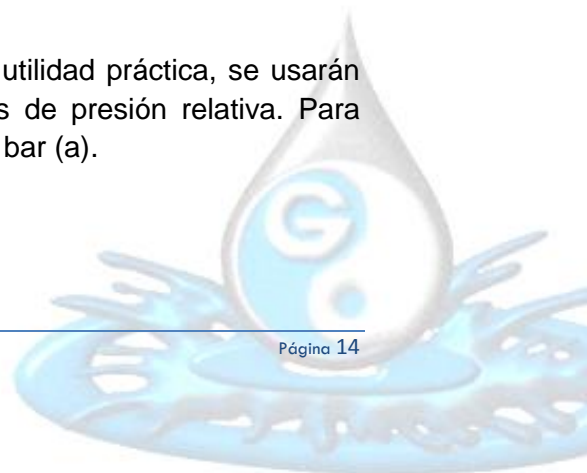 utilidad práctica, se usarán
s de presión relativa. Para
bar (a).
G
Página 14